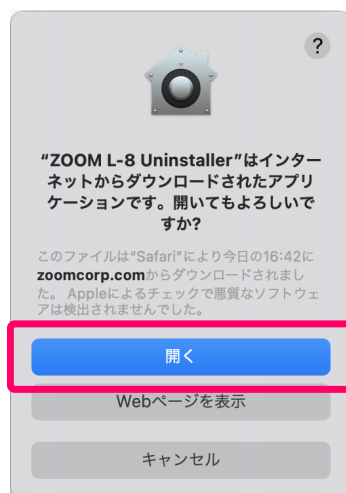 ?
“ZOOM L-8 Uninstaller”はインター
ネットからダウンロードされたアプリ
ケーションです。開いてもよろしいで
すか?
このファイルは“Safari”により今日の16:42に
zoomcorp.comからダウンロードされまし
た。 Appleによるチェックで悪質なソフトウェ
アは検出されませんでした。
開く
Webページを表示
キャンセル